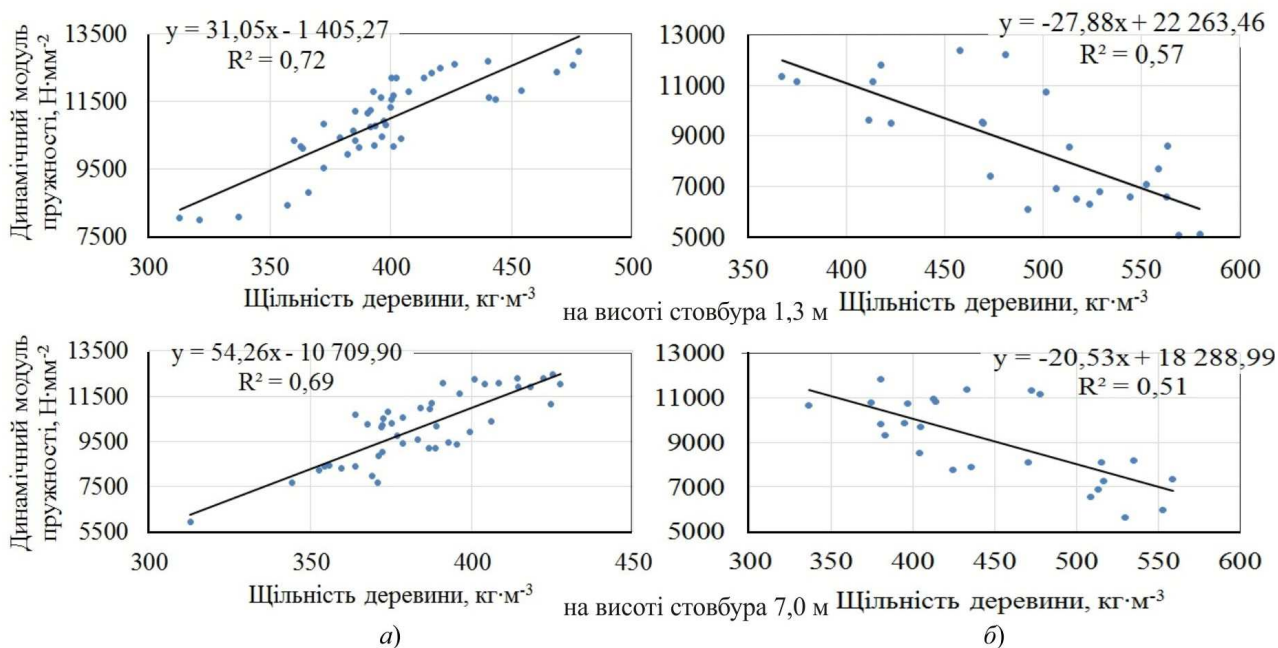 y = 31,05x - 1 405,27
R² = 0,72
Динамічний модуль
пружності, Н·мм⁻²
13500
11500
9500
7500
300 350 400 450 500
Щільність деревини, кг·м⁻³
y = -27,88x + 22 263,46
R² = 0,57
13000
11000
9000
7000
5000
350 400 450 500 550 600
Щільність деревини, кг·м⁻³
на висоті стовбура 1,3 м
y = 54,26x - 10 709,90
R² = 0,69
Динамічний модуль
пружності, Н·мм⁻²
13500
11500
9500
7500
5500
300 350 400 450
Щільність деревини, кг·м⁻³
y = -20,53x + 18 288,99
R² = 0,51
13000
11000
9000
7000
5000
300 350 400 450 500 550 600
Щільність деревини, кг·м⁻³
на висоті стовбура 7,0 м
а)
б)